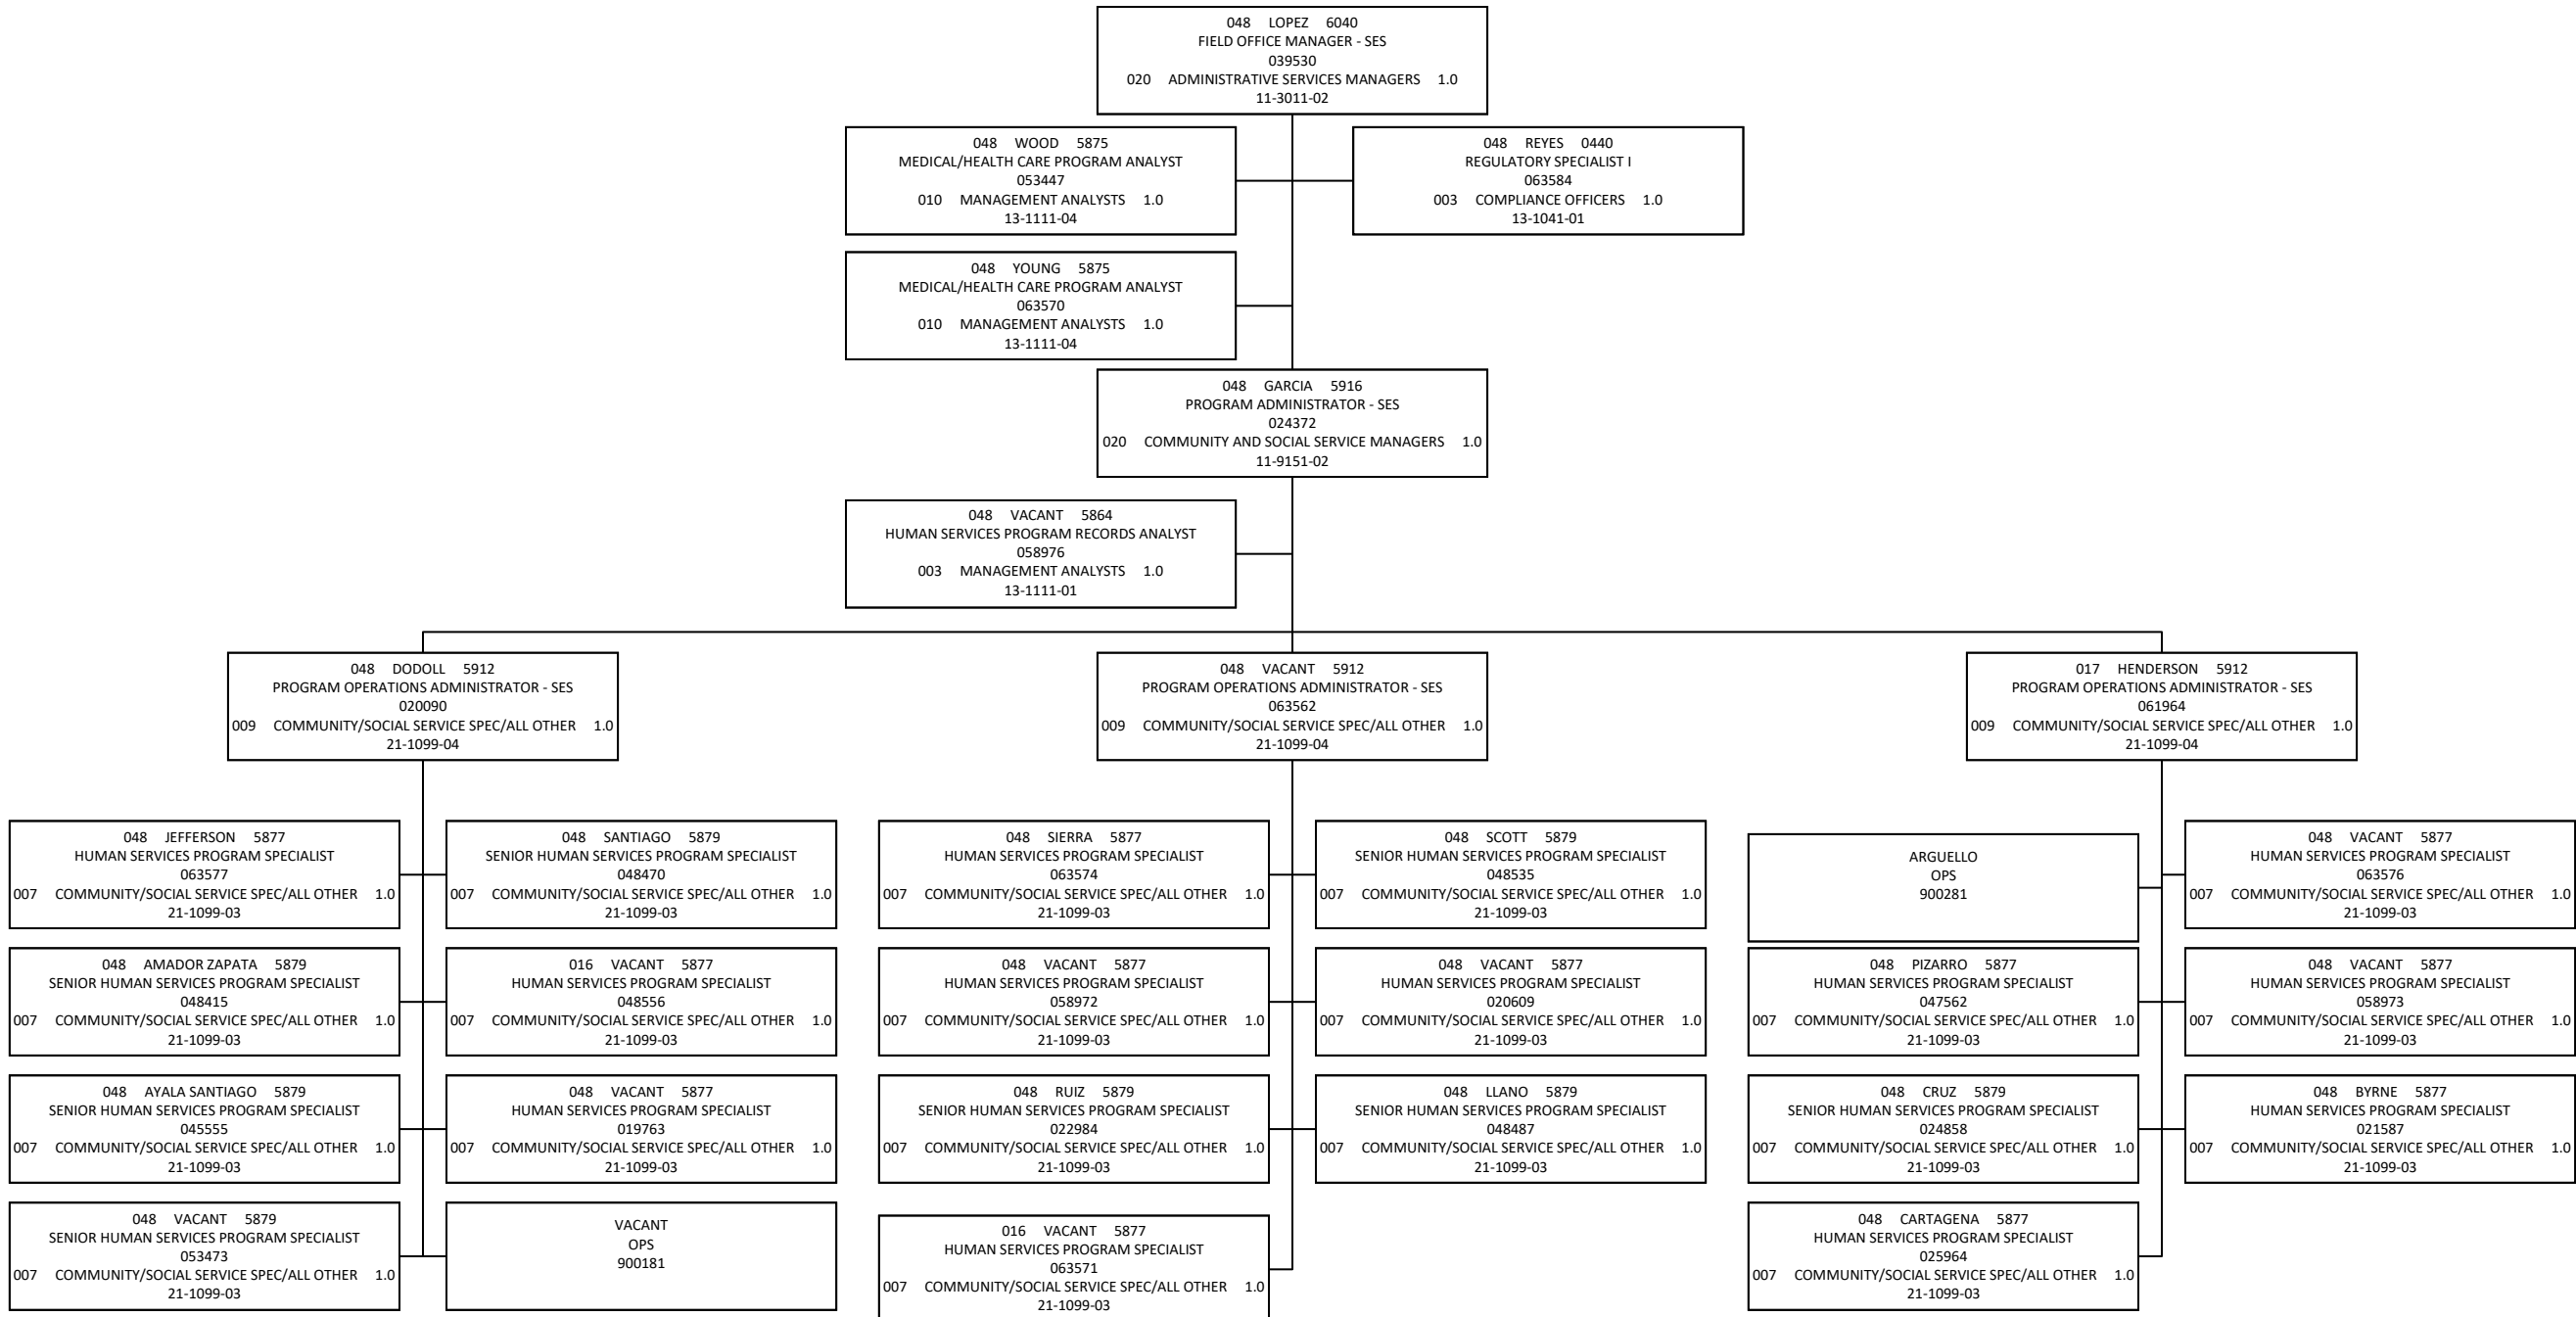 048 LOPEZ 6040
FIELD OFFICE MANAGER - SES
039530
020 ADMINISTRATIVE SERVICES MANAGERS 1.0
11-3011-02
048 WOOD 5875
MEDICAL/HEALTH CARE PROGRAM ANALYST
053447
010 MANAGEMENT ANALYSTS 1.0
13-1111-04
048 REYES 0440
REGULATORY SPECIALIST I
063584
003 COMPLIANCE OFFICERS 1.0
13-1041-01
048 YOUNG 5875
MEDICAL/HEALTH CARE PROGRAM ANALYST
063570
010 MANAGEMENT ANALYSTS 1.0
13-1111-04
048 GARCIA 5916
PROGRAM ADMINISTRATOR - SES
024372
020 COMMUNITY AND SOCIAL SERVICE MANAGERS 1.0
11-9151-02
048 VACANT 5864
HUMAN SERVICES PROGRAM RECORDS ANALYST
058976
003 MANAGEMENT ANALYSTS 1.0
13-1111-01
048 DODOLL 5912
PROGRAM OPERATIONS ADMINISTRATOR - SES
020090
009 COMMUNITY/SOCIAL SERVICE SPEC/ALL OTHER 1.0
21-1099-04
048 VACANT 5912
PROGRAM OPERATIONS ADMINISTRATOR - SES
063562
009 COMMUNITY/SOCIAL SERVICE SPEC/ALL OTHER 1.0
21-1099-04
017 HENDERSON 5912
PROGRAM OPERATIONS ADMINISTRATOR - SES
061964
009 COMMUNITY/SOCIAL SERVICE SPEC/ALL OTHER 1.0
21-1099-04
048 JEFFERSON 5877
HUMAN SERVICES PROGRAM SPECIALIST
063577
007 COMMUNITY/SOCIAL SERVICE SPEC/ALL OTHER 1.0
21-1099-03
048 SANTIAGO 5879
SENIOR HUMAN SERVICES PROGRAM SPECIALIST
048470
007 COMMUNITY/SOCIAL SERVICE SPEC/ALL OTHER 1.0
21-1099-03
048 SIERRA 5877
HUMAN SERVICES PROGRAM SPECIALIST
063574
007 COMMUNITY/SOCIAL SERVICE SPEC/ALL OTHER 1.0
21-1099-03
048 SCOTT 5879
SENIOR HUMAN SERVICES PROGRAM SPECIALIST
048535
007 COMMUNITY/SOCIAL SERVICE SPEC/ALL OTHER 1.0
21-1099-03
ARGUELLO
OPS
900281
048 VACANT 5877
HUMAN SERVICES PROGRAM SPECIALIST
063576
007 COMMUNITY/SOCIAL SERVICE SPEC/ALL OTHER 1.0
21-1099-03
048 AMADOR ZAPATA 5879
SENIOR HUMAN SERVICES PROGRAM SPECIALIST
048415
007 COMMUNITY/SOCIAL SERVICE SPEC/ALL OTHER 1.0
21-1099-03
016 VACANT 5877
HUMAN SERVICES PROGRAM SPECIALIST
048556
007 COMMUNITY/SOCIAL SERVICE SPEC/ALL OTHER 1.0
21-1099-03
048 VACANT 5877
HUMAN SERVICES PROGRAM SPECIALIST
058972
007 COMMUNITY/SOCIAL SERVICE SPEC/ALL OTHER 1.0
21-1099-03
048 VACANT 5877
HUMAN SERVICES PROGRAM SPECIALIST
020609
007 COMMUNITY/SOCIAL SERVICE SPEC/ALL OTHER 1.0
21-1099-03
048 PIZARRO 5877
HUMAN SERVICES PROGRAM SPECIALIST
047562
007 COMMUNITY/SOCIAL SERVICE SPEC/ALL OTHER 1.0
21-1099-03
048 VACANT 5877
HUMAN SERVICES PROGRAM SPECIALIST
058973
007 COMMUNITY/SOCIAL SERVICE SPEC/ALL OTHER 1.0
21-1099-03
048 AYALA SANTIAGO 5879
SENIOR HUMAN SERVICES PROGRAM SPECIALIST
045555
007 COMMUNITY/SOCIAL SERVICE SPEC/ALL OTHER 1.0
21-1099-03
048 VACANT 5877
HUMAN SERVICES PROGRAM SPECIALIST
019763
007 COMMUNITY/SOCIAL SERVICE SPEC/ALL OTHER 1.0
21-1099-03
048 RUIZ 5879
SENIOR HUMAN SERVICES PROGRAM SPECIALIST
022984
007 COMMUNITY/SOCIAL SERVICE SPEC/ALL OTHER 1.0
21-1099-03
048 LLANO 5879
SENIOR HUMAN SERVICES PROGRAM SPECIALIST
048487
007 COMMUNITY/SOCIAL SERVICE SPEC/ALL OTHER 1.0
21-1099-03
048 CRUZ 5879
SENIOR HUMAN SERVICES PROGRAM SPECIALIST
024858
007 COMMUNITY/SOCIAL SERVICE SPEC/ALL OTHER 1.0
21-1099-03
048 BYRNE 5877
HUMAN SERVICES PROGRAM SPECIALIST
021587
007 COMMUNITY/SOCIAL SERVICE SPEC/ALL OTHER 1.0
21-1099-03
048 VACANT 5879
SENIOR HUMAN SERVICES PROGRAM SPECIALIST
053473
007 COMMUNITY/SOCIAL SERVICE SPEC/ALL OTHER 1.0
21-1099-03
VACANT
OPS
900181
016 VACANT 5877
HUMAN SERVICES PROGRAM SPECIALIST
063571
007 COMMUNITY/SOCIAL SERVICE SPEC/ALL OTHER 1.0
21-1099-03
048 CARTAGENA 5877
HUMAN SERVICES PROGRAM SPECIALIST
025964
007 COMMUNITY/SOCIAL SERVICE SPEC/ALL OTHER 1.0
21-1099-03